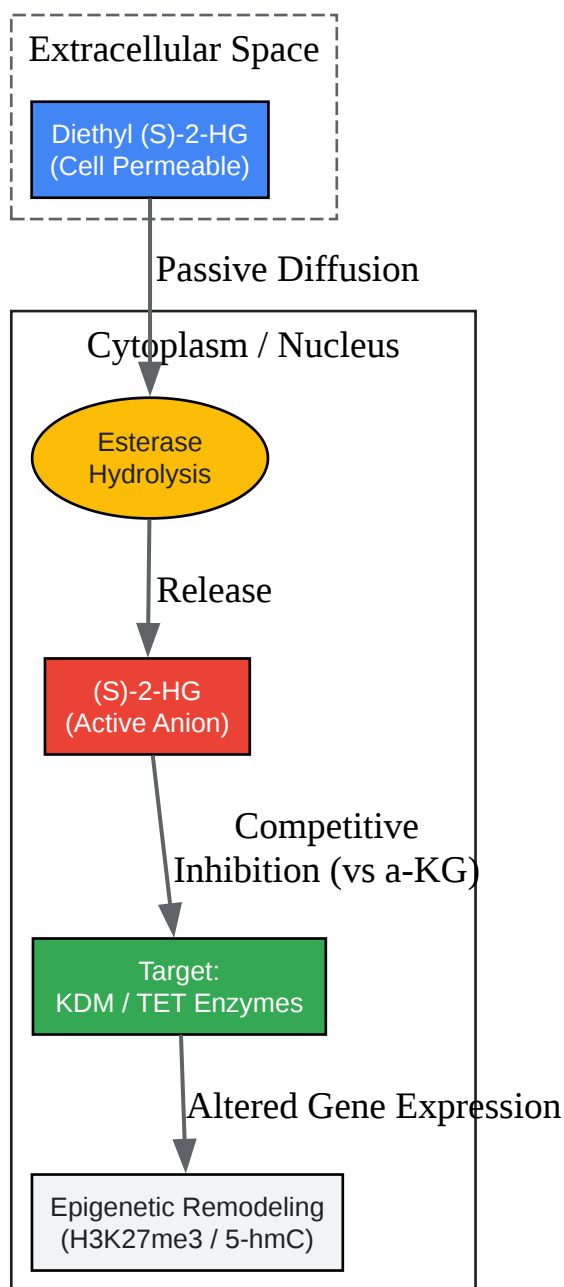 Extracellular Space
Diethyl (S)-2-HG
(Cell Permeable)
Passive Diffusion
Cytoplasm / Nucleus
Esterase
Hydrolysis
Release
(S)-2-HG
(Active Anion)
Competitive
Inhibition (vs a-KG)
Target:
KDM / TET Enzymes
Altered Gene Expression
Epigenetic Remodeling
(H3K27me3 / 5-hmC)